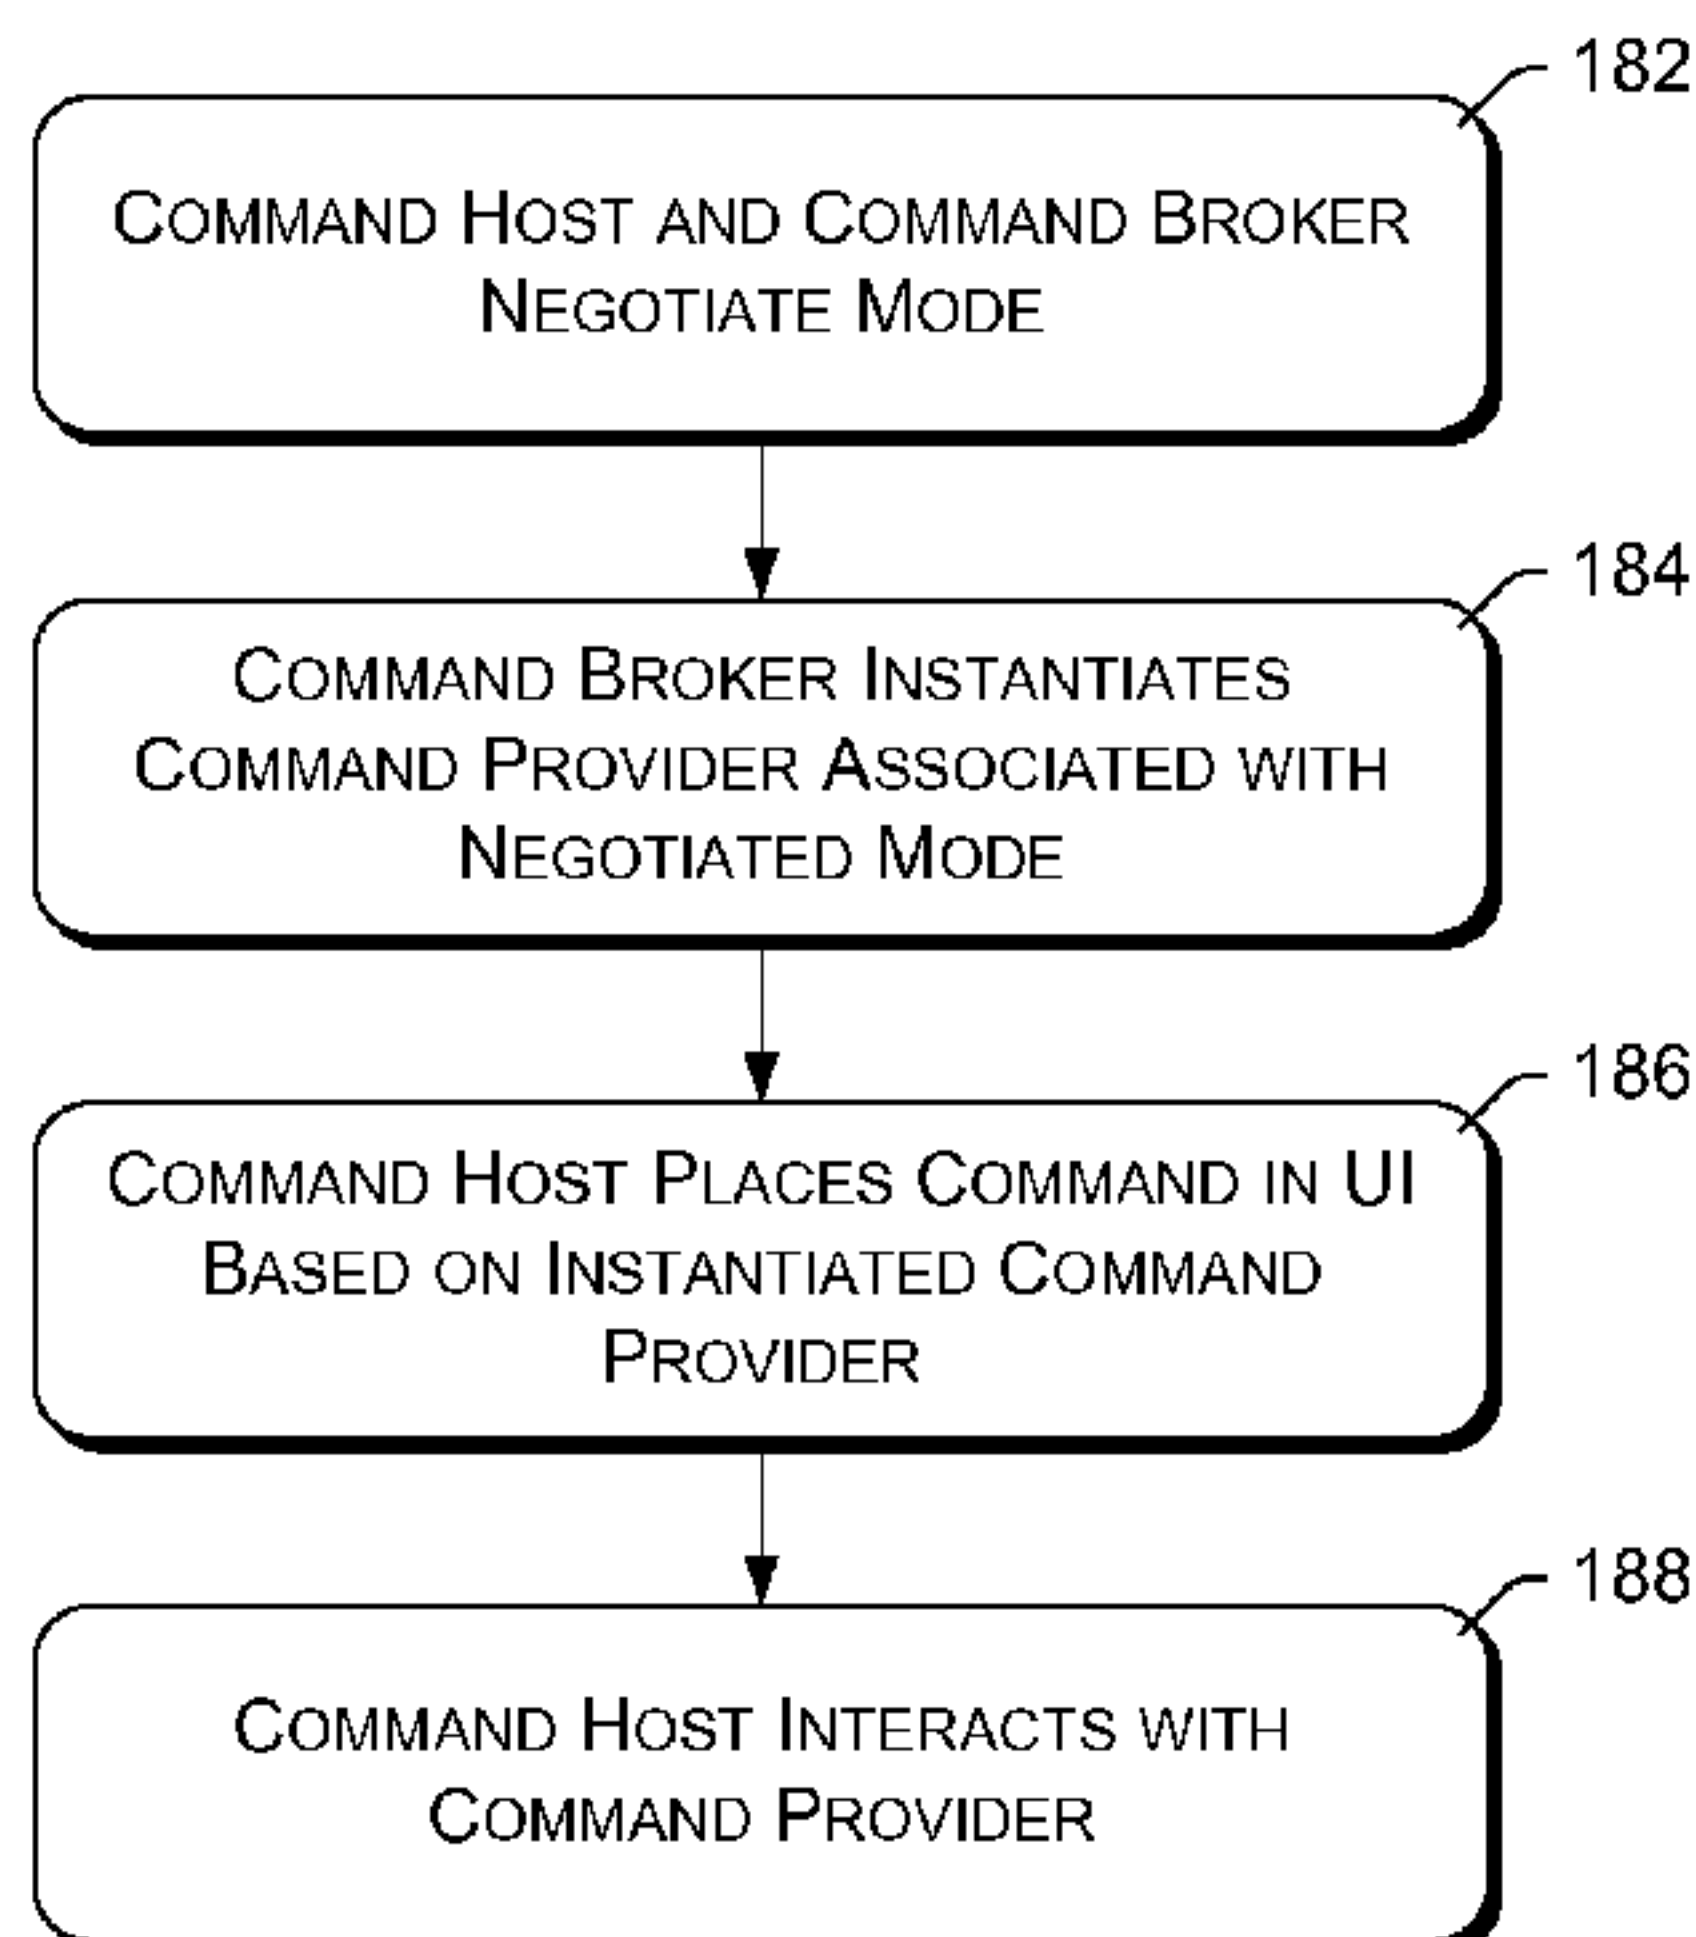 182
COMMAND HOST AND COMMAND BROKER
NEGOTIATE MODE
184
COMMAND BROKER INSTANTIATES
COMMAND PROVIDER ASSOCIATED WITH
NEGOTIATED MODE
186
COMMAND HOST PLACES COMMAND IN UI
BASED ON INSTANTIATED COMMAND
PROVIDER
188
COMMAND HOST INTERACTS WITH
COMMAND PROVIDER